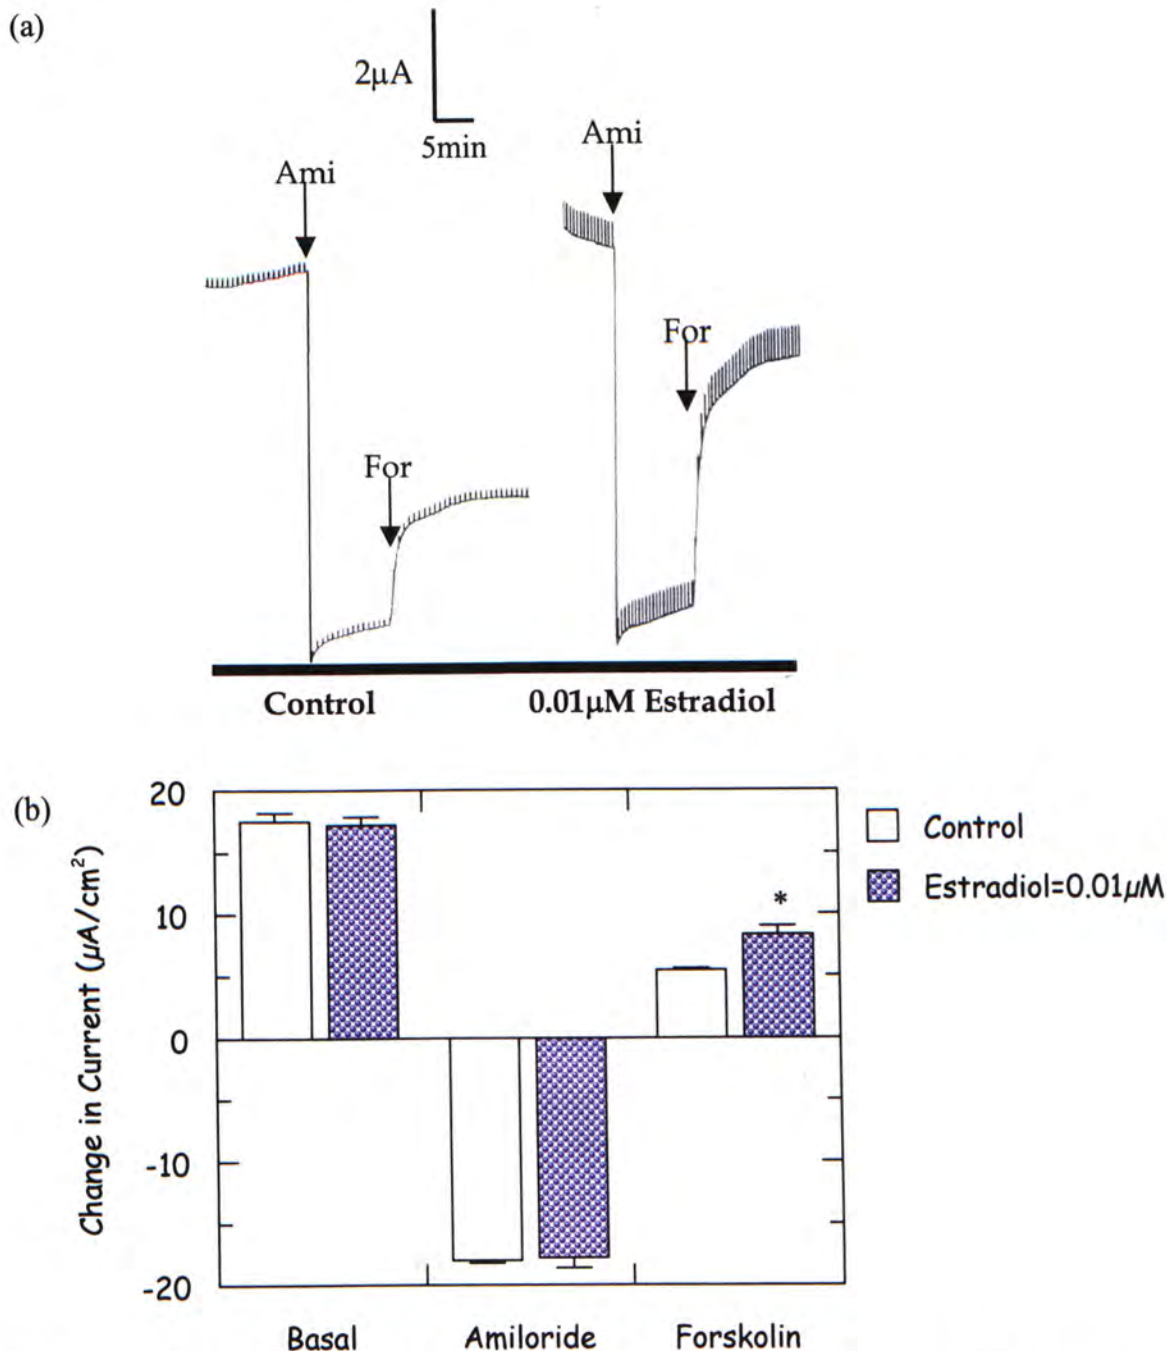 (a)
2µA
5min
Ami
Ami
For
For
Control
0.01µM Estradiol
(b)
20
10
0
-10
-20
Change in Current (µA/cm²)
Control
Estradiol=0.01µM
*
Basal
Amiloride
Forskolin